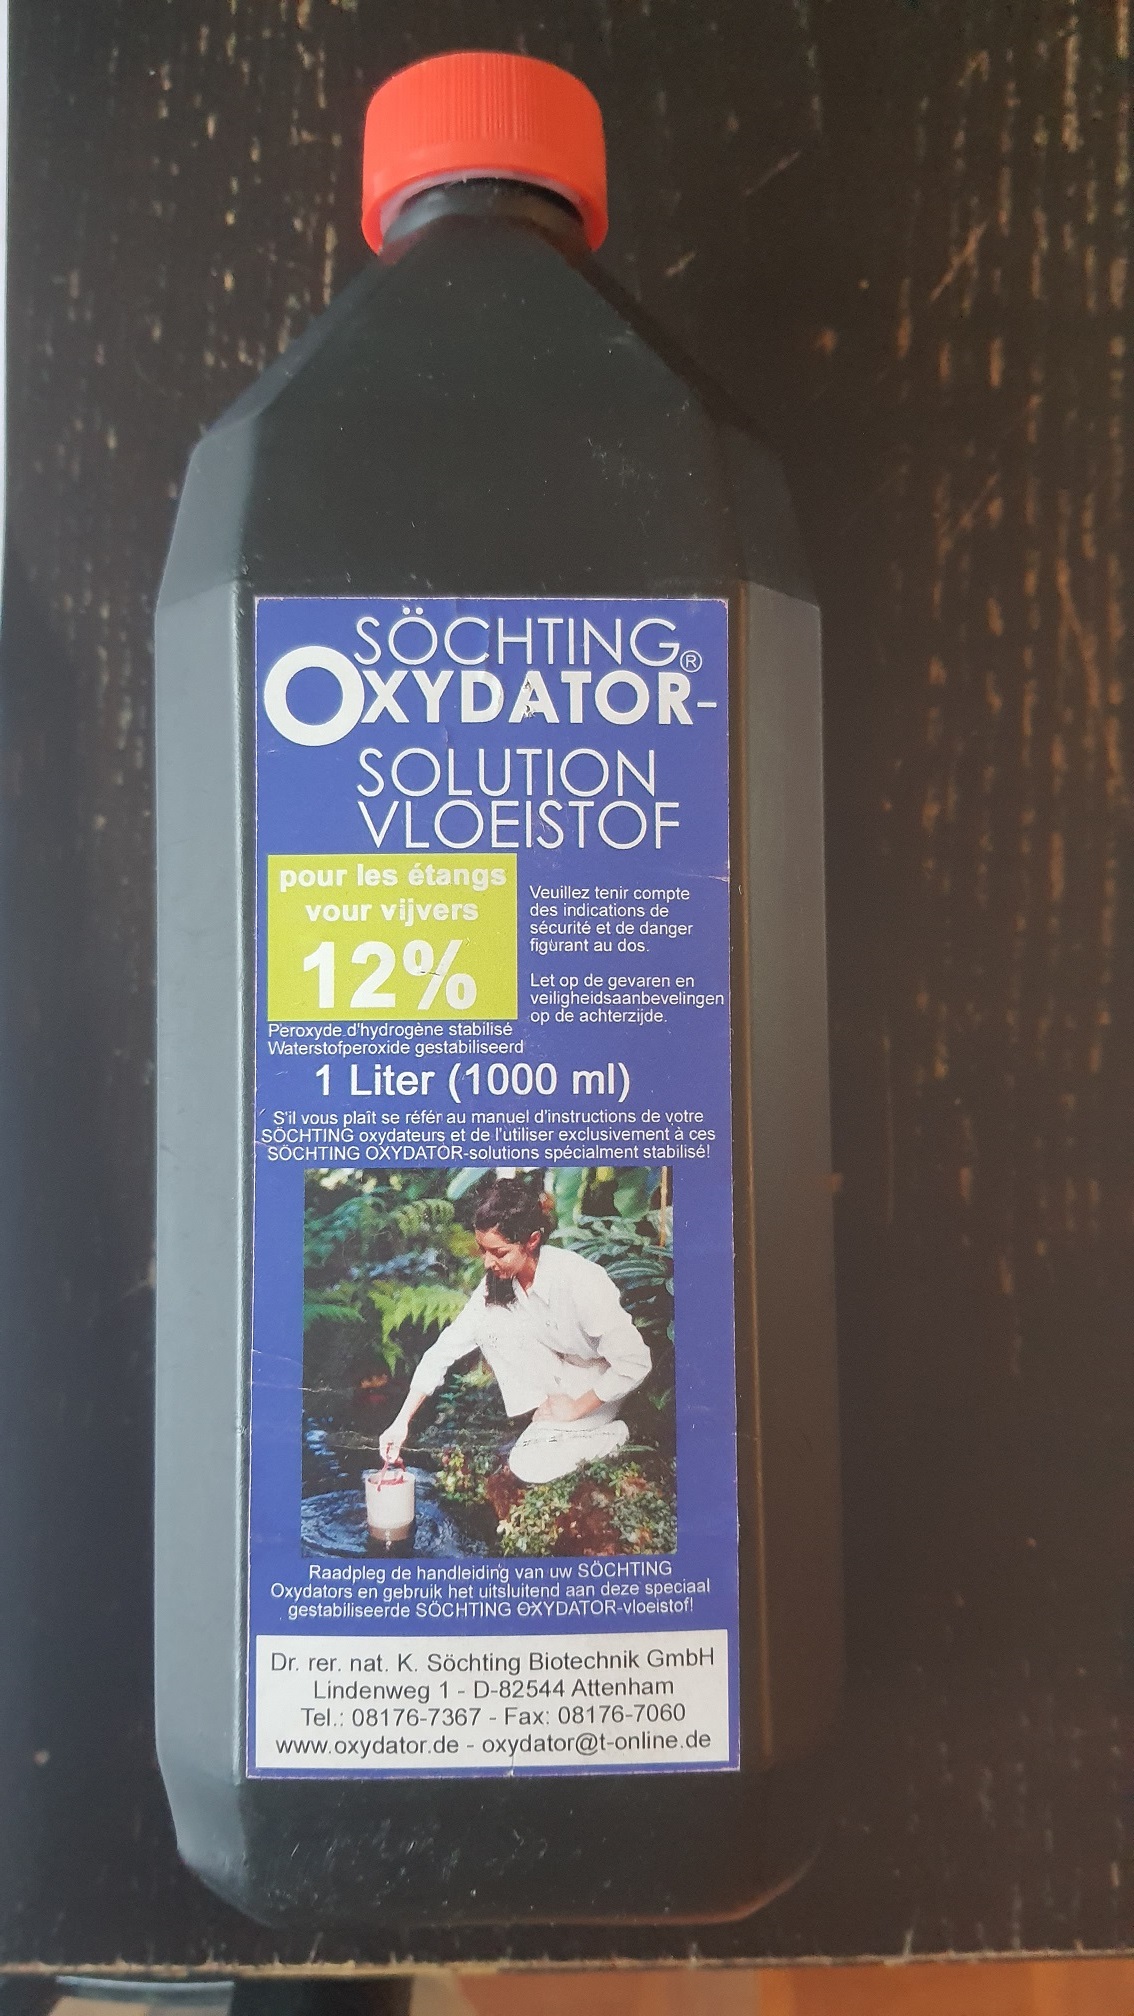 SÖCHTING®
OXYDATOR-
SOLUTION
VLOEISTOF
pour les étangs
vour vijvers
12%
Veuillez tenir compte
des indications de
sécurité et de danger
figurant au dos.
Let op de gevaren en
veiligheidsaanbevelingen
op de achterzijde.
Peroxyde d'hydrogène stabilisé
Waterstofperoxide gestabiliseerd
1 Liter (1000 ml)
S'il vous plaît se référ au manuel d'instructions de votre
SÖCHTING oxydateurs et de l'utiliser exclusivement à ces
SÖCHTING OXYDATOR-solutions spécialment stabilisé!
Raadpleg de handleiding van uw SÖCHTING
Oxydators en gebruik het uitsluitend aan deze speciaal
gestabiliseerde SÖCHTING OXYDATOR-vloeistof!
Dr. rer. nat. K. Söchting Biotechnik GmbH
Lindenweg 1 - D-82544 Attenham
Tel.: 08176-7367 - Fax: 08176-7060
www.oxydator.de - oxydator@t-online.de